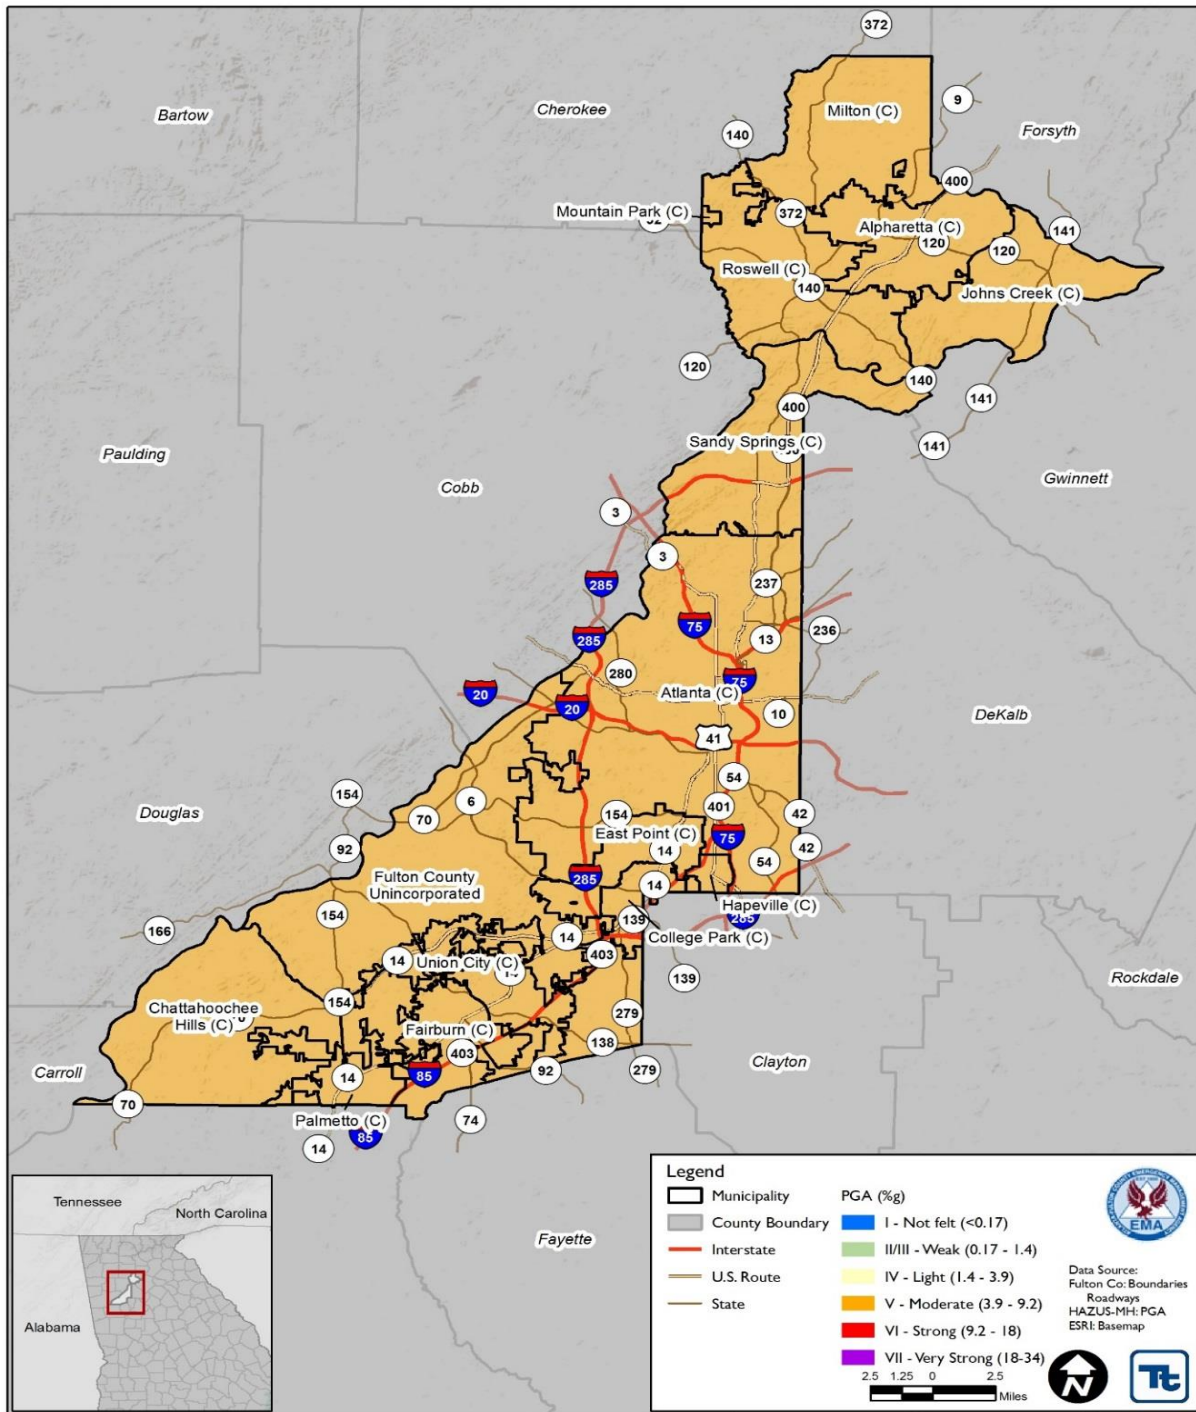 372
Bartow
Cherokee
9
Milton (C)
Forsyth
140
400
Mountain Park (C)
372
141
Alpharetta (C)
120
120
Roswell (C)
140
Johns Creek (C)
120
140
141
400
Sandy Springs (C)
141
Paulding
Cobb
Gwinnett
3
3
285
237
75
13
236
285
280
20
20
75
Atlanta (C)
10
DeKalb
41
54
154
6
401
42
Douglas
70
154
East Point (C)
75
92
14
54
42
Fulton County
Unincorporated
285
14
Hapeville (C)
154
139
285
166
14
College Park (C)
14
Union City (C)
403
139
Rockdale
Chattahoochee
Hills (C)
154
279
Fairburn (C)
138
403
Clayton
Carroll
14
85
92
279
70
Palmetto (C)
74
85
14
Fayette
Tennessee
North Carolina
Alabama
Legend
Municipality
County Boundary
Interstate
U.S. Route
State
PGA (%g)
I - Not felt (<0.17)
II/III - Weak (0.17 - 1.4)
IV - Light (1.4 - 3.9)
V - Moderate (3.9 - 9.2)
VI - Strong (9.2 - 18)
VII - Very Strong (18-34)
2.5 1.25 0 2.5
Miles
EMA
Data Source:
Fulton Co: Boundaries
Roadways
HAZUS-MH: PGA
ESRI: Basemap
N
Tt